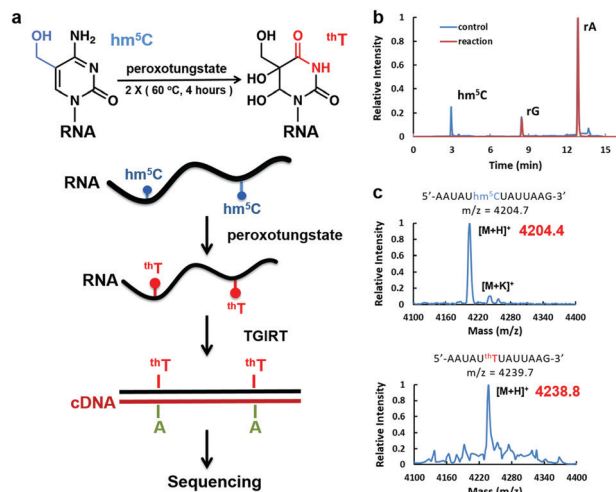 a
OH
NH₂
hm⁵C
N
N
O
RNA
peroxotungstate
2 X ( 60 ºC, 4 hours )
thT
OH
O
HO
NH
HO
N
O
RNA
RNA
hm⁵C
hm⁵C
peroxotungstate
RNA
thT
thT
TGIRT
thT
thT
cDNA
A
A
Sequencing
b
Relative Intensity
1
0.8
0.6
0.4
0.2
0
control
reaction
hm⁵C
rG
rA
0 3 6 9 12 15
Time (min)
c
5'-AAUAUhm⁵CUAUUAAG-3'
m/z = 4204.7
Relative Intensity
1
0.8
0.6
0.4
0.2
0
[M+H]⁺ 4204.4
[M+K]⁺
4100 4160 4220 4280 4340 4400
Mass (m/z)
5'-AAUAUthTUAUUAAG-3'
m/z = 4239.7
Relative Intensity
1
0.8
0.6
0.4
0.2
0
[M+H]⁺ 4238.8
4100 4160 4220 4280 4340 4400
Mass (m/z)